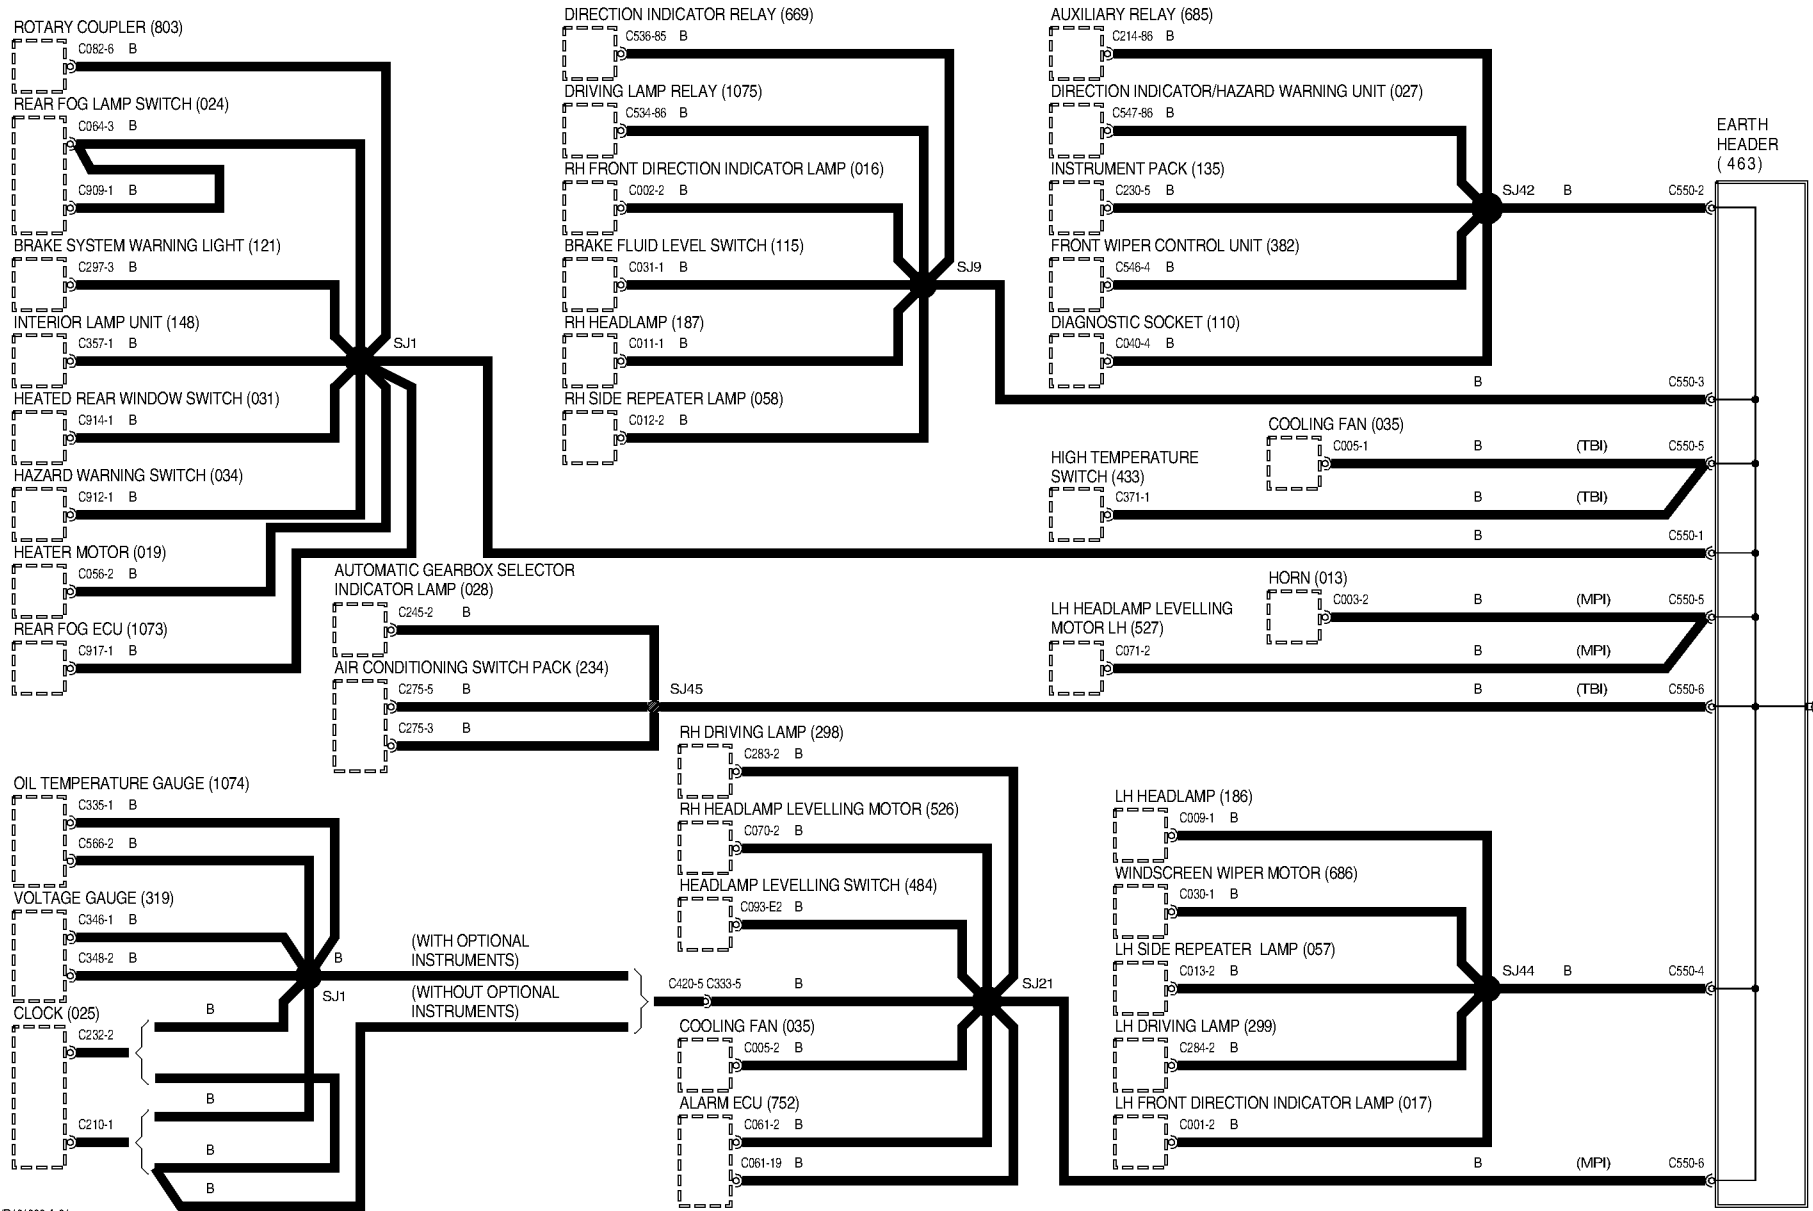 ROTARY COUPLER (803)
C082-6 B
REAR FOG LAMP SWITCH (024)
C064-3 B
C909-1 B
BRAKE SYSTEM WARNING LIGHT (121)
C297-3 B
INTERIOR LAMP UNIT (148)
C357-1 B
SJ1
HEATED REAR WINDOW SWITCH (031)
C914-1 B
HAZARD WARNING SWITCH (034)
C912-1 B
HEATER MOTOR (019)
C056-2 B
REAR FOG ECU (1073)
C917-1 B
DIRECTION INDICATOR RELAY (669)
C536-85 B
DRIVING LAMP RELAY (1075)
C534-86 B
RH FRONT DIRECTION INDICATOR LAMP (016)
C002-2 B
BRAKE FLUID LEVEL SWITCH (115)
C031-1 B
SJ9
RH HEADLAMP (187)
C011-1 B
RH SIDE REPEATER LAMP (058)
C012-2 B
AUXILIARY RELAY (685)
C214-86 B
DIRECTION INDICATOR/HAZARD WARNING UNIT (027)
C547-86 B
INSTRUMENT PACK (135)
C230-5 B
SJ42 B C550-2
FRONT WIPER CONTROL UNIT (382)
C546-4 B
DIAGNOSTIC SOCKET (110)
C040-4 B
B C550-3
EARTH
HEADER
( 463)
COOLING FAN (035)
C005-1 B (TBI) C550-5
HIGH TEMPERATURE
SWITCH (433)
C371-1 B (TBI)
B C550-1
HORN (013)
C003-2 B (MPI) C550-5
LH HEADLAMP LEVELLING
MOTOR LH (527)
C071-2 B (MPI)
B (TBI) C550-6
AUTOMATIC GEARBOX SELECTOR
INDICATOR LAMP (028)
C245-2 B
AIR CONDITIONING SWITCH PACK (234)
C275-5 B
SJ45
C275-3 B
OIL TEMPERATURE GAUGE (1074)
C335-1 B
C566-2 B
VOLTAGE GAUGE (319)
C346-1 B
C348-2 B
B
SJ1
(WITH OPTIONAL
INSTRUMENTS)
(WITHOUT OPTIONAL
INSTRUMENTS)
CLOCK (025)
B
C232-2
B
C210-1
B
B
RH DRIVING LAMP (298)
C283-2 B
RH HEADLAMP LEVELLING MOTOR (526)
C070-2 B
HEADLAMP LEVELLING SWITCH (484)
C093-E2 B
C420-5 C333-5 B
SJ21
COOLING FAN (035)
C005-2 B
ALARM ECU (752)
C061-2 B
C061-19 B
LH HEADLAMP (186)
C009-1 B
WINDSCREEN WIPER MOTOR (686)
C030-1 B
LH SIDE REPEATER LAMP (057)
C013-2 B
SJ44 B C550-4
LH DRIVING LAMP (299)
C284-2 B
LH FRONT DIRECTION INDICATOR LAMP (017)
C001-2 B
B (MPI) C550-6